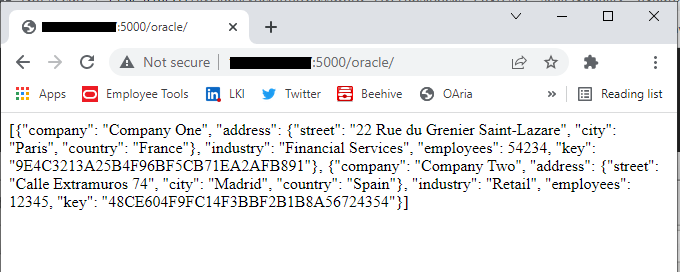 :5000/oracle/
Not secure :5000/oracle/
Apps Employee Tools LKI Twitter Beehive OAria » Reading list
[{"company": "Company One", "address": {"street": "22 Rue du Grenier Saint-Lazare", "city":
"Paris", "country": "France"}, "industry": "Financial Services", "employees": 54234, "key":
"9E4C3213A25B4F96BF5CB71EA2AFB891"}, {"company": "Company Two", "address": {"street":
"Calle Extramuros 74", "city": "Madrid", "country": "Spain"}, "industry": "Retail", "employees":
12345, "key": "48CE604F9FC14F3BBF2B1B8A56724354"}]